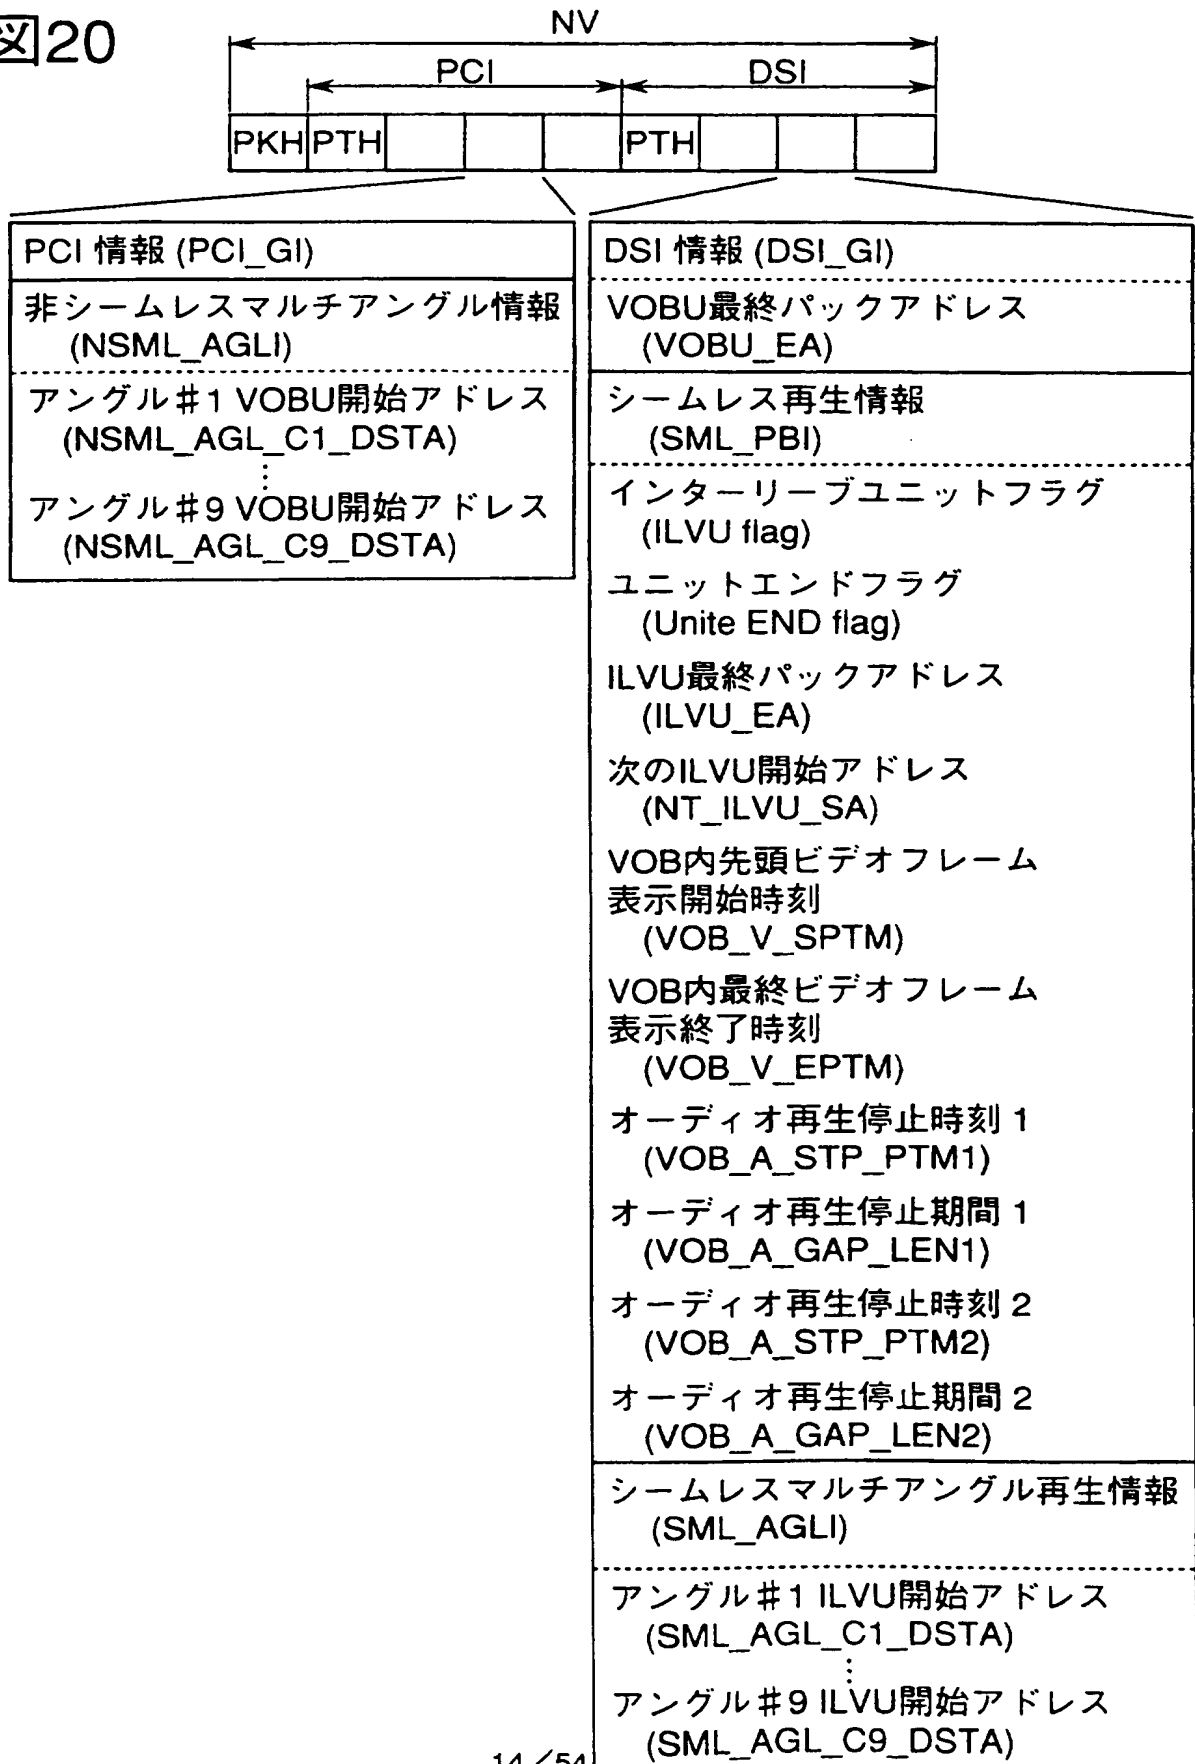 図20
NV
PCI
DSI
PKH
PTH
PTH
PCI 情報 (PCI_GI)
非シームレスマルチアングル情報
(NSML_AGLI)
アングル#1 VOBU開始アドレス
(NSML_AGL_C1_DSTA)
⋮
アングル#9 VOBU開始アドレス
(NSML_AGL_C9_DSTA)
DSI 情報 (DSI_GI)
VOBU最終パックアドレス
(VOBU_EA)
シームレス再生情報
(SML_PBI)
インターリーブユニットフラグ
(ILVU flag)
ユニットエンドフラグ
(Unite END flag)
ILVU最終パックアドレス
(ILVU_EA)
次のILVU開始アドレス
(NT_ILVU_SA)
VOB内先頭ビデオフレーム
表示開始時刻
(VOB_V_SPTM)
VOB内最終ビデオフレーム
表示終了時刻
(VOB_V_EPTM)
オーディオ再生停止時刻 1
(VOB_A_STP_PTM1)
オーディオ再生停止期間 1
(VOB_A_GAP_LEN1)
オーディオ再生停止時刻 2
(VOB_A_STP_PTM2)
オーディオ再生停止期間 2
(VOB_A_GAP_LEN2)
シームレスマルチアングル再生情報
(SML_AGLI)
アングル#1 ILVU開始アドレス
(SML_AGL_C1_DSTA)
⋮
アングル#9 ILVU開始アドレス
(SML_AGL_C9_DSTA)
14/54